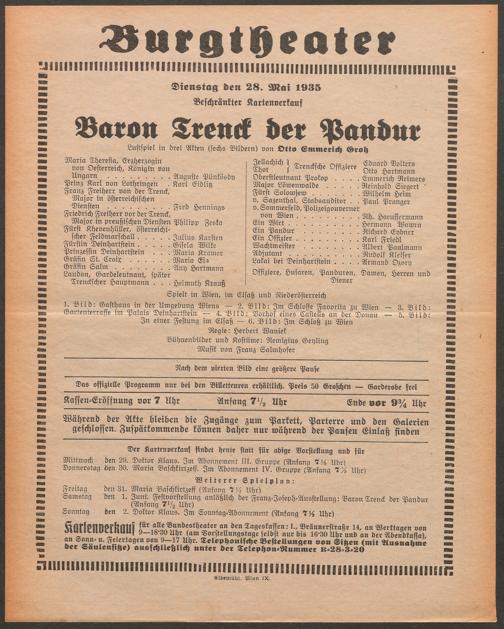 Burgtheater
Dienstag den 28. Mai 1935
Beschränkter Kartenverkauf
Baron Trenck der Pandur
Lustspiel in drei Akten (sechs Bildern) von Otto Emmerich Groh
Maria Theresia, Erzherzogin
von Oesterreich, Königin von
Ungarn . . . . . Auguste Pünkösdy
Prinz Karl von Lothringen . Karl Eidlitz
Franz Freiherr von der Trenck,
Major in österreichischen
Diensten . . . . . Fred Hennings
Friedrich Freiherr von der Trenck,
Major in preußischen Diensten Philipp Zeska
Fürst Khevenhüller, österreichi-
scher Feldmarschall . . . . Julius Karsten
Fürstin Deinhartstein . . . . Gisela Wilke
Prinzessin Deinhartstein . . . Maria Kramer
Gräfin St. Croix . . . . . Maria Eis
Gräfin Salm . . . . . Any Hartmann
Loudon, Gardeleutnant, später
Trenckscher Hauptmann . . Helmuth Krauß
Jellachich } Trencksche Offiziere Eduard Volters
Thot Otto Hartmann
Oberstleutnant Prokop . . . . Emmerich Reimers
Major Löwenwalde . . . . Reinhold Siegert
Fürst Solowjew . . . . . Wilhelm Heim
v. Sazenthal, Stabsauditor . . Paul Pranger
v. Sommerfeld, Polizeigouverneur
von Wien . . . . . Ph. Haeussermann
Ein Wirt . . . . . Hermann Wawra
Ein Pandur . . . . . Richard Eybner
Ein Offizier . . . . . Karl Friedl
Wachtmeister . . . . . Albert Paulmann
Adjutant . . . . . Rudolf Kleiser
Lakai bei Deinhartstein . . . . Armand Ozory
Offiziere, Husaren, Panduren, Damen, Herren und
Diener
Spielt in Wien, im Elsaß und Niederösterreich
1. Bild: Gasthaus in der Umgebung Wiens — 2. Bild: Im Schlosse Favorita zu Wien — 3. Bild:
Gartenterrasse im Palais Deinhartstein — 4. Bild: Vorhof eines Castells an der Donau — 5. Bild:
In einer Festung im Elsaß — 6. Bild: Im Schloß zu Wien
Regie: Herbert Waniek
Bühnenbilder und Kostüme: Remigius Geyling
Musik von Franz Salmhofer
Nach dem vierten Bild eine größere Pause
Das offizielle Programm nur bei den Billetteuren erhältlich. Preis 50 Groschen — Garderobe frei
Kassen-Eröffnung vor 7 Uhr Anfang 7½ Uhr Ende vor 9¾ Uhr
Während der Akte bleiben die Zugänge zum Parkett, Parterre und den Galerien
geschlossen. Zuspätkommende können daher nur während der Pausen Einlaß finden
Der Kartenverkauf findet heute statt für obige Vorstellung und für
Mittwoch den 29. Doktor Klaus. Im Abonnement III. Gruppe (Anfang 7½ Uhr)
Donnerstag den 30. Maria Baschkirtzeff. Im Abonnement IV. Gruppe (Anfang 7½ Uhr)
Weiterer Spielplan:
Freitag den 31. Maria Baschkirtzeff (Anfang 7½ Uhr)
Samstag den 1. Juni. Festvorstellung anläßlich der Franz-Joseph-Ausstellung: Baron Trenck der Pandur
(Anfang 7½ Uhr)
Sonntag den 2. Doktor Klaus. Im Sonntag-Abonnement (Anfang 7½ Uhr)
Kartenverkauf für alle Bundestheater an den Tageskassen: I., Bräunerstraße 14, an Werktagen von
9—18:30 Uhr (am Vorstellungstage selbst nur bis 16:30 Uhr und an der Abendkassa),
an Sonn- u. Feiertagen von 9—17 Uhr. Telephonische Bestellungen von Sitzen (mit Ausnahme
der Säulensitze) ausschließlich unter der Telephon-Nummer R-28-3-20
Elbemühl, Wien IX.